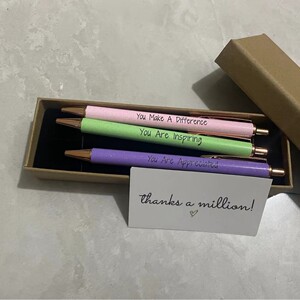 You Make A Difference
You Are Inspiring
You Are Appreciated
thanks a million!